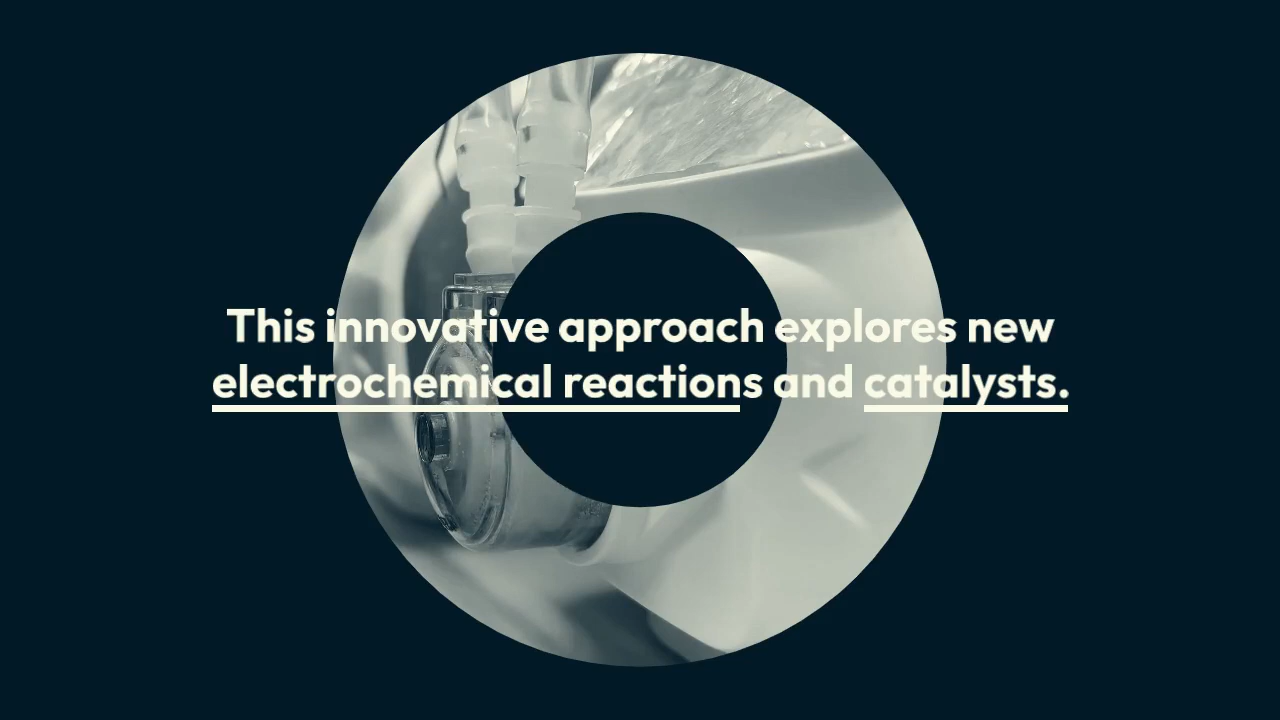 This innovative approach explores new
electrochemical reactions and catalysts.